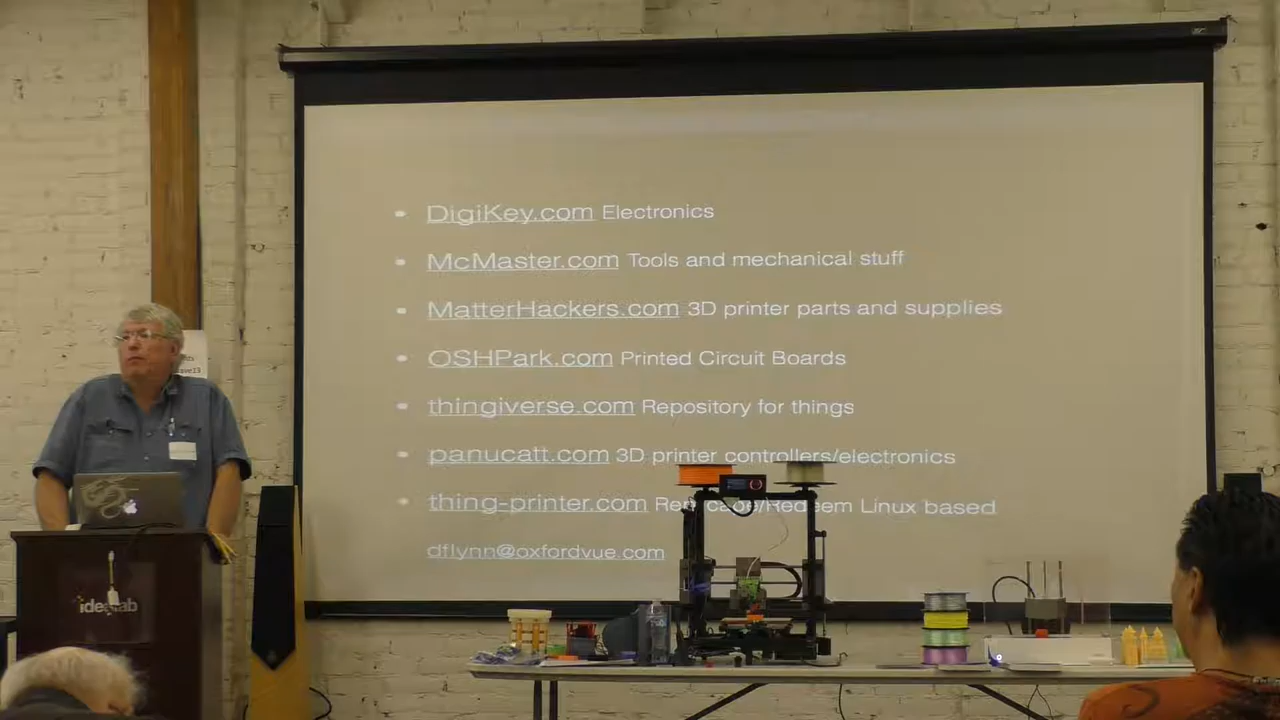 DigiKey.com Electronics
McMaster.com Tools and mechanical stuff
MatterHackers.com 3D printer parts and supplies
OSHPark.com Printed Circuit Boards
thingiverse.com Repository for things
panucatt.com 3D printer controllers/electronics
thing-printer.com Linux based
dflynn@oxfordvue.com
idealab